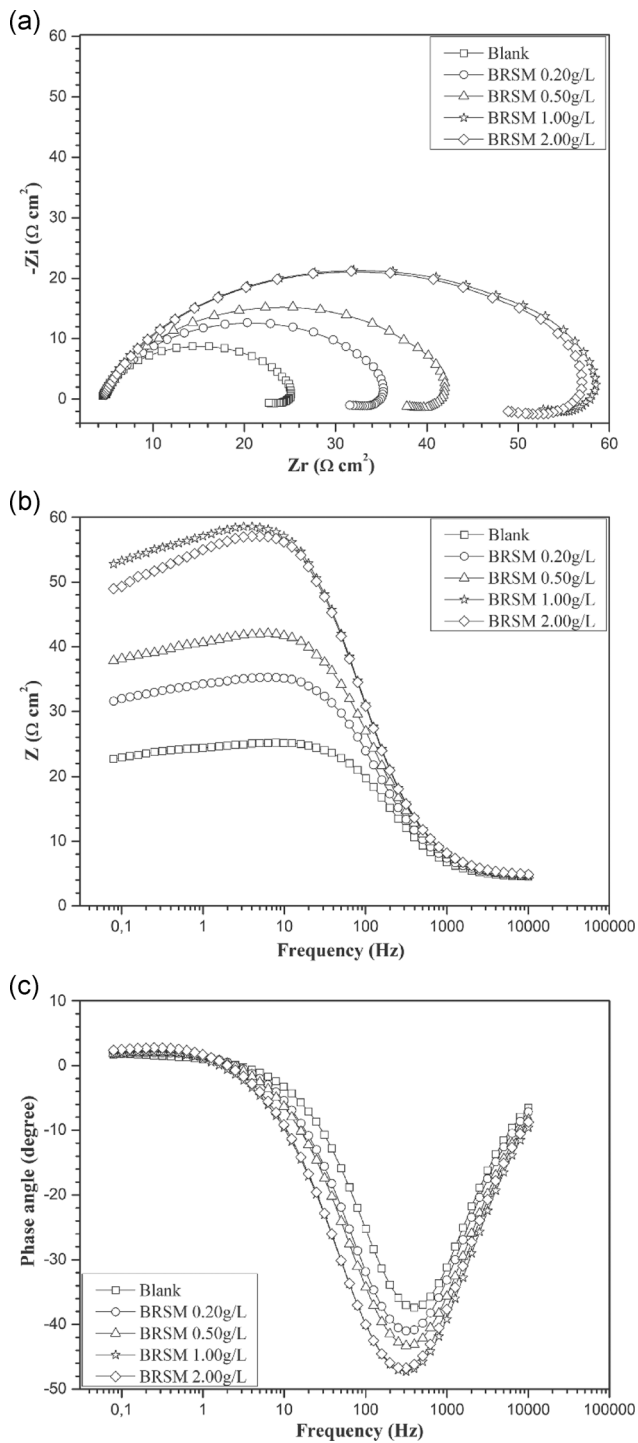 (a)
60
50
40
30
20
10
0
-Zi (Ω cm²)
10
20
30
40
50
60
Zr (Ω cm²)
Blank
BRSM 0.20g/L
BRSM 0.50g/L
BRSM 1.00g/L
BRSM 2.00g/L
(b)
60
50
40
30
20
10
0
Z (Ω cm²)
0,1
1
10
100
1000
10000
100000
Frequency (Hz)
Blank
BRSM 0.20g/L
BRSM 0.50g/L
BRSM 1.00g/L
BRSM 2.00g/L
(c)
10
0
-10
-20
-30
-40
-50
Phase angle (degree)
Blank
BRSM 0.20g/L
BRSM 0.50g/L
BRSM 1.00g/L
BRSM 2.00g/L
0,1
1
10
100
1000
10000
100000
Frequency (Hz)